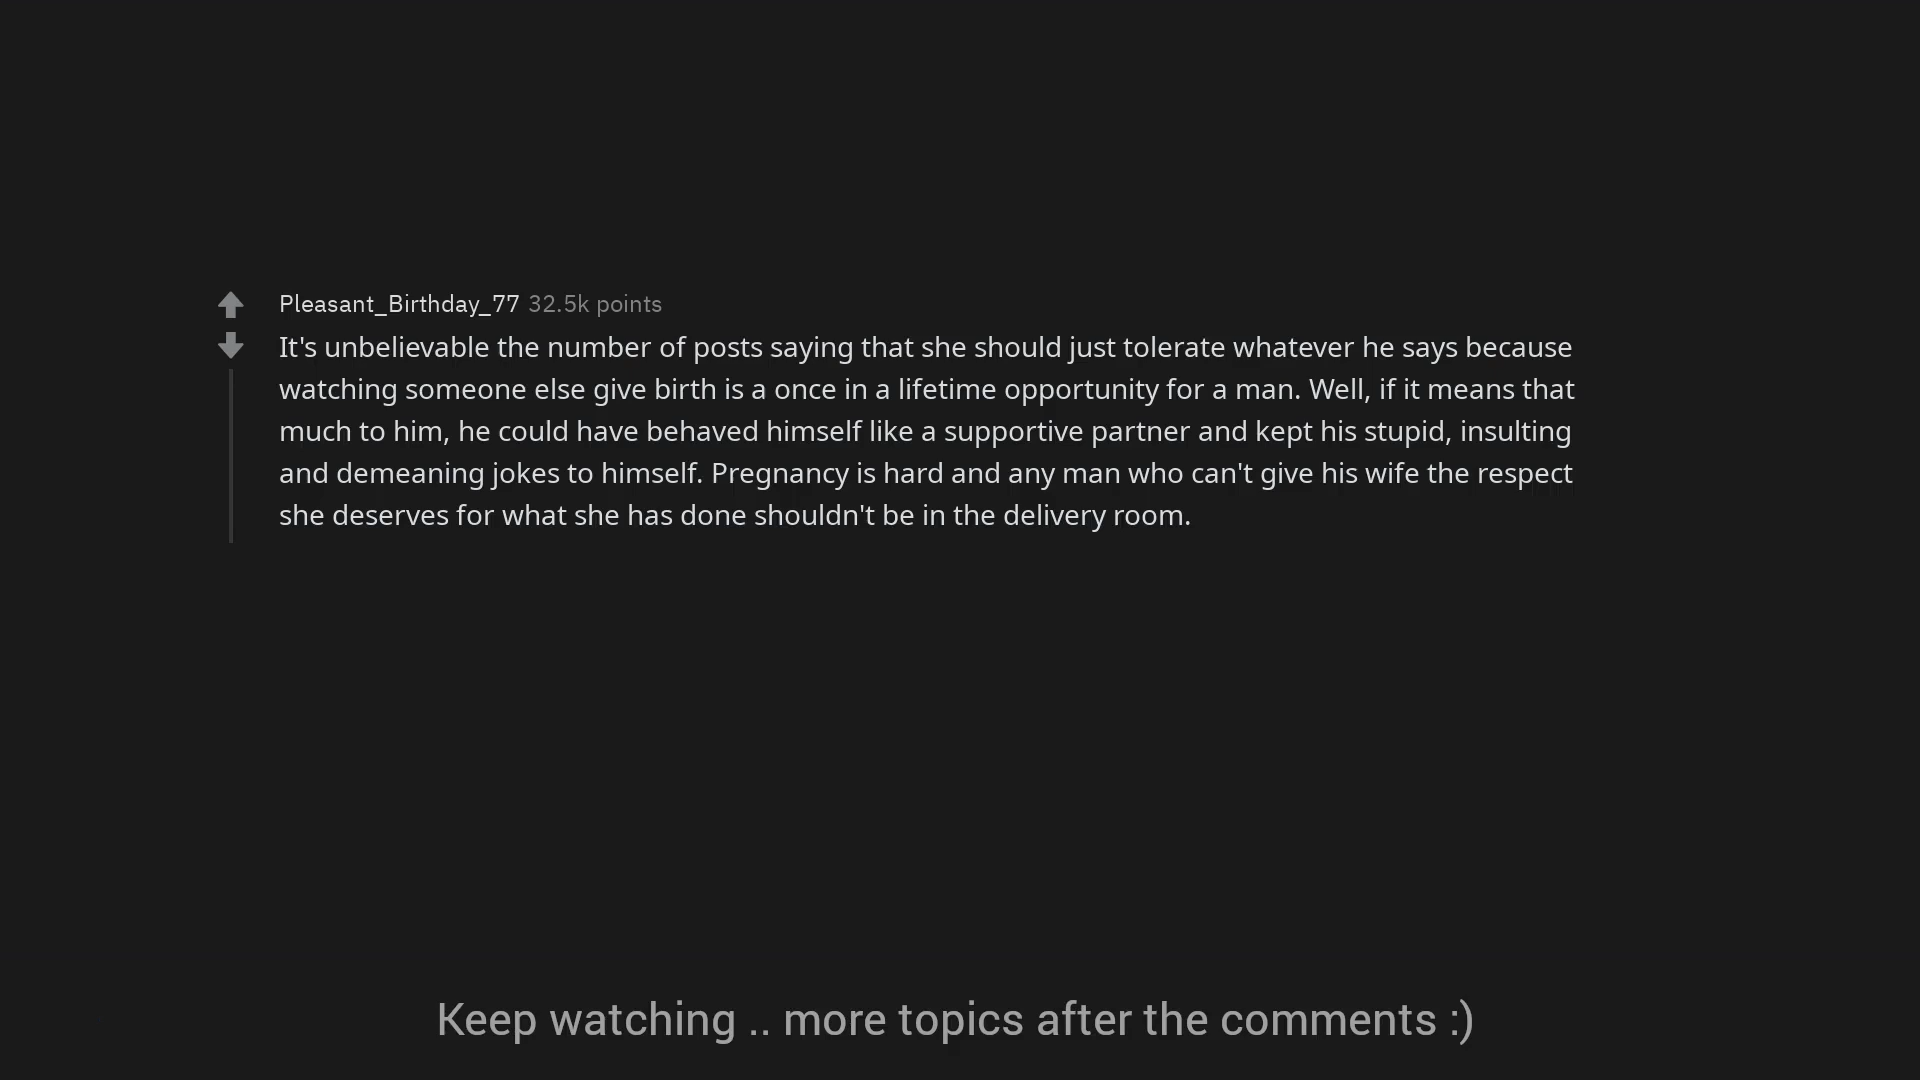 Pleasant_Birthday_77 32.5k points
It's unbelievable the number of posts saying that she should just tolerate whatever he says because
watching someone else give birth is a once in a lifetime opportunity for a man. Well, if it means that
much to him, he could have behaved himself like a supportive partner and kept his stupid, insulting
and demeaning jokes to himself. Pregnancy is hard and any man who can't give his wife the respect
she deserves for what she has done shouldn't be in the delivery room.
Keep watching .. more topics after the comments :)